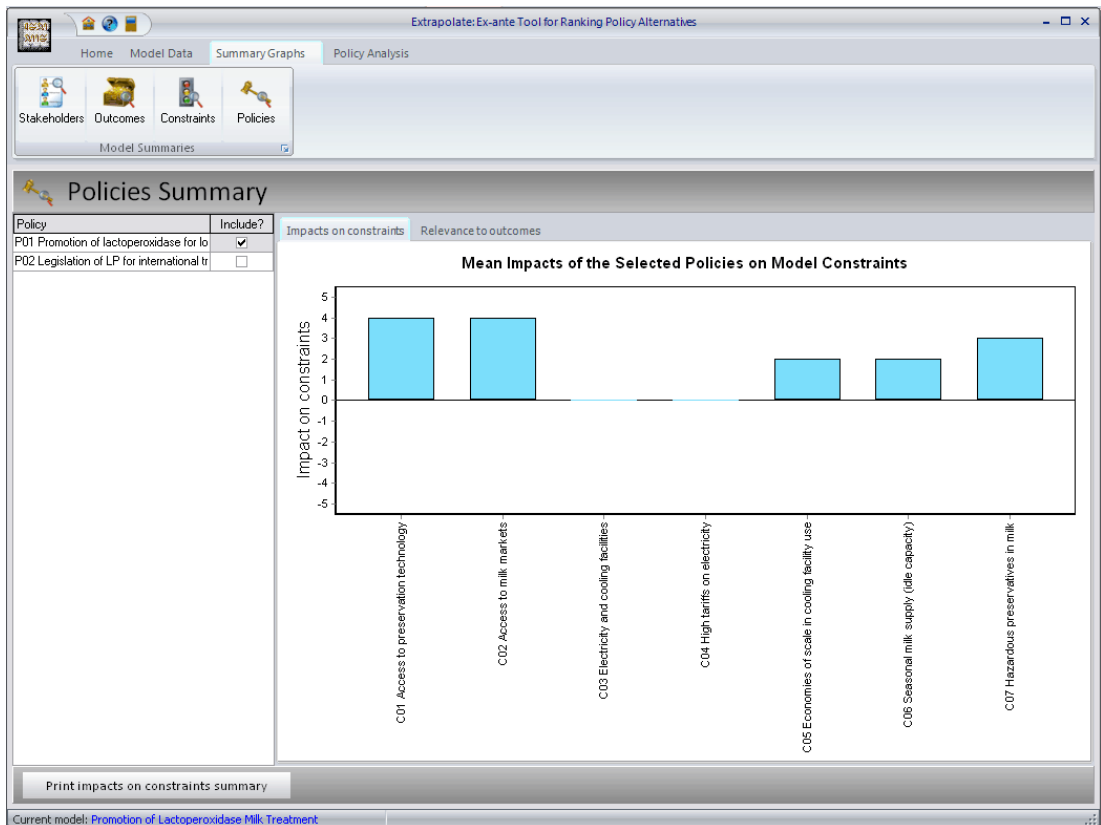 Extrapolate: Ex-ante Tool for Ranking Policy Alternatives
Home Model Data Summary Graphs Policy Analysis
Stakeholders Outcomes Constraints Policies
Model Summaries
Policies Summary
Policy Include?
P01 Promotion of lactoperoxidase for lo
P02 Legislation of LP for international tr
Impacts on constraints Relevance to outcomes
Mean Impacts of the Selected Policies on Model Constraints
Impact on constraints
5
4
3
2
1
0
-1
-2
-3
-4
-5
C01 Access to preservation technology
C02 Access to milk markets
C03 Electricity and cooling facilities
C04 High tariffs on electricity
C05 Economies of scale in cooling facility use
C06 Seasonal milk supply (idle capacity)
C07 Hazardous preservatives in milk
Print impacts on constraints summary
Current model: Promotion of Lactoperoxidase Milk Treatment